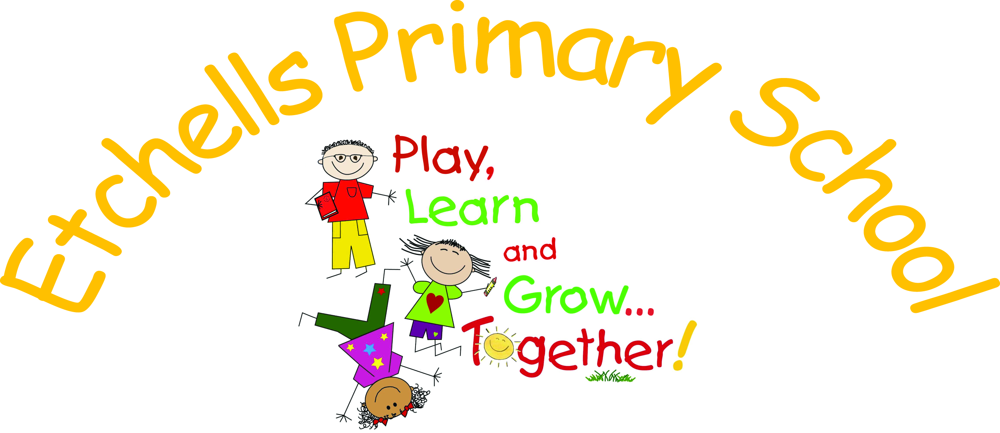 Etchells Primary School
Play,
Learn
and
Grow...
Together!